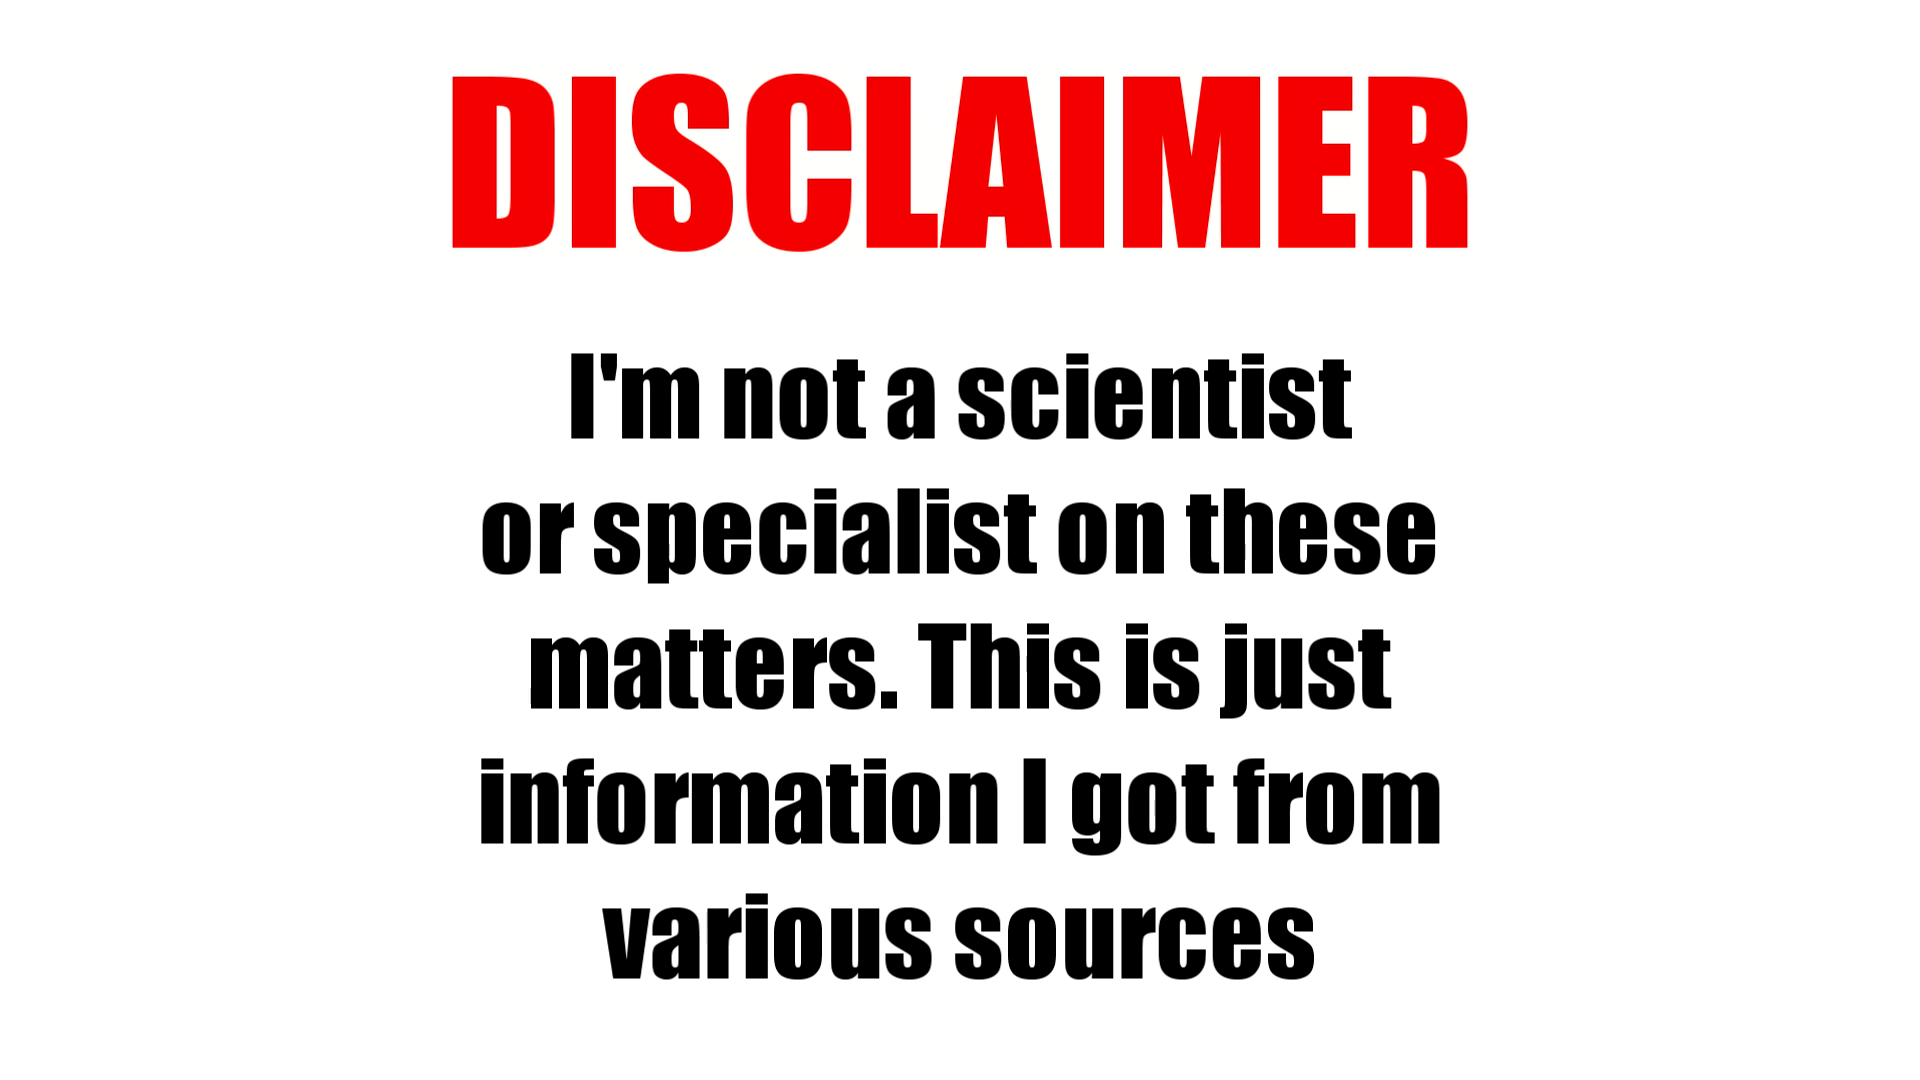 DISCLAIMER
I'm not a scientist
or specialist on these
matters. This is just
information I got from
various sources